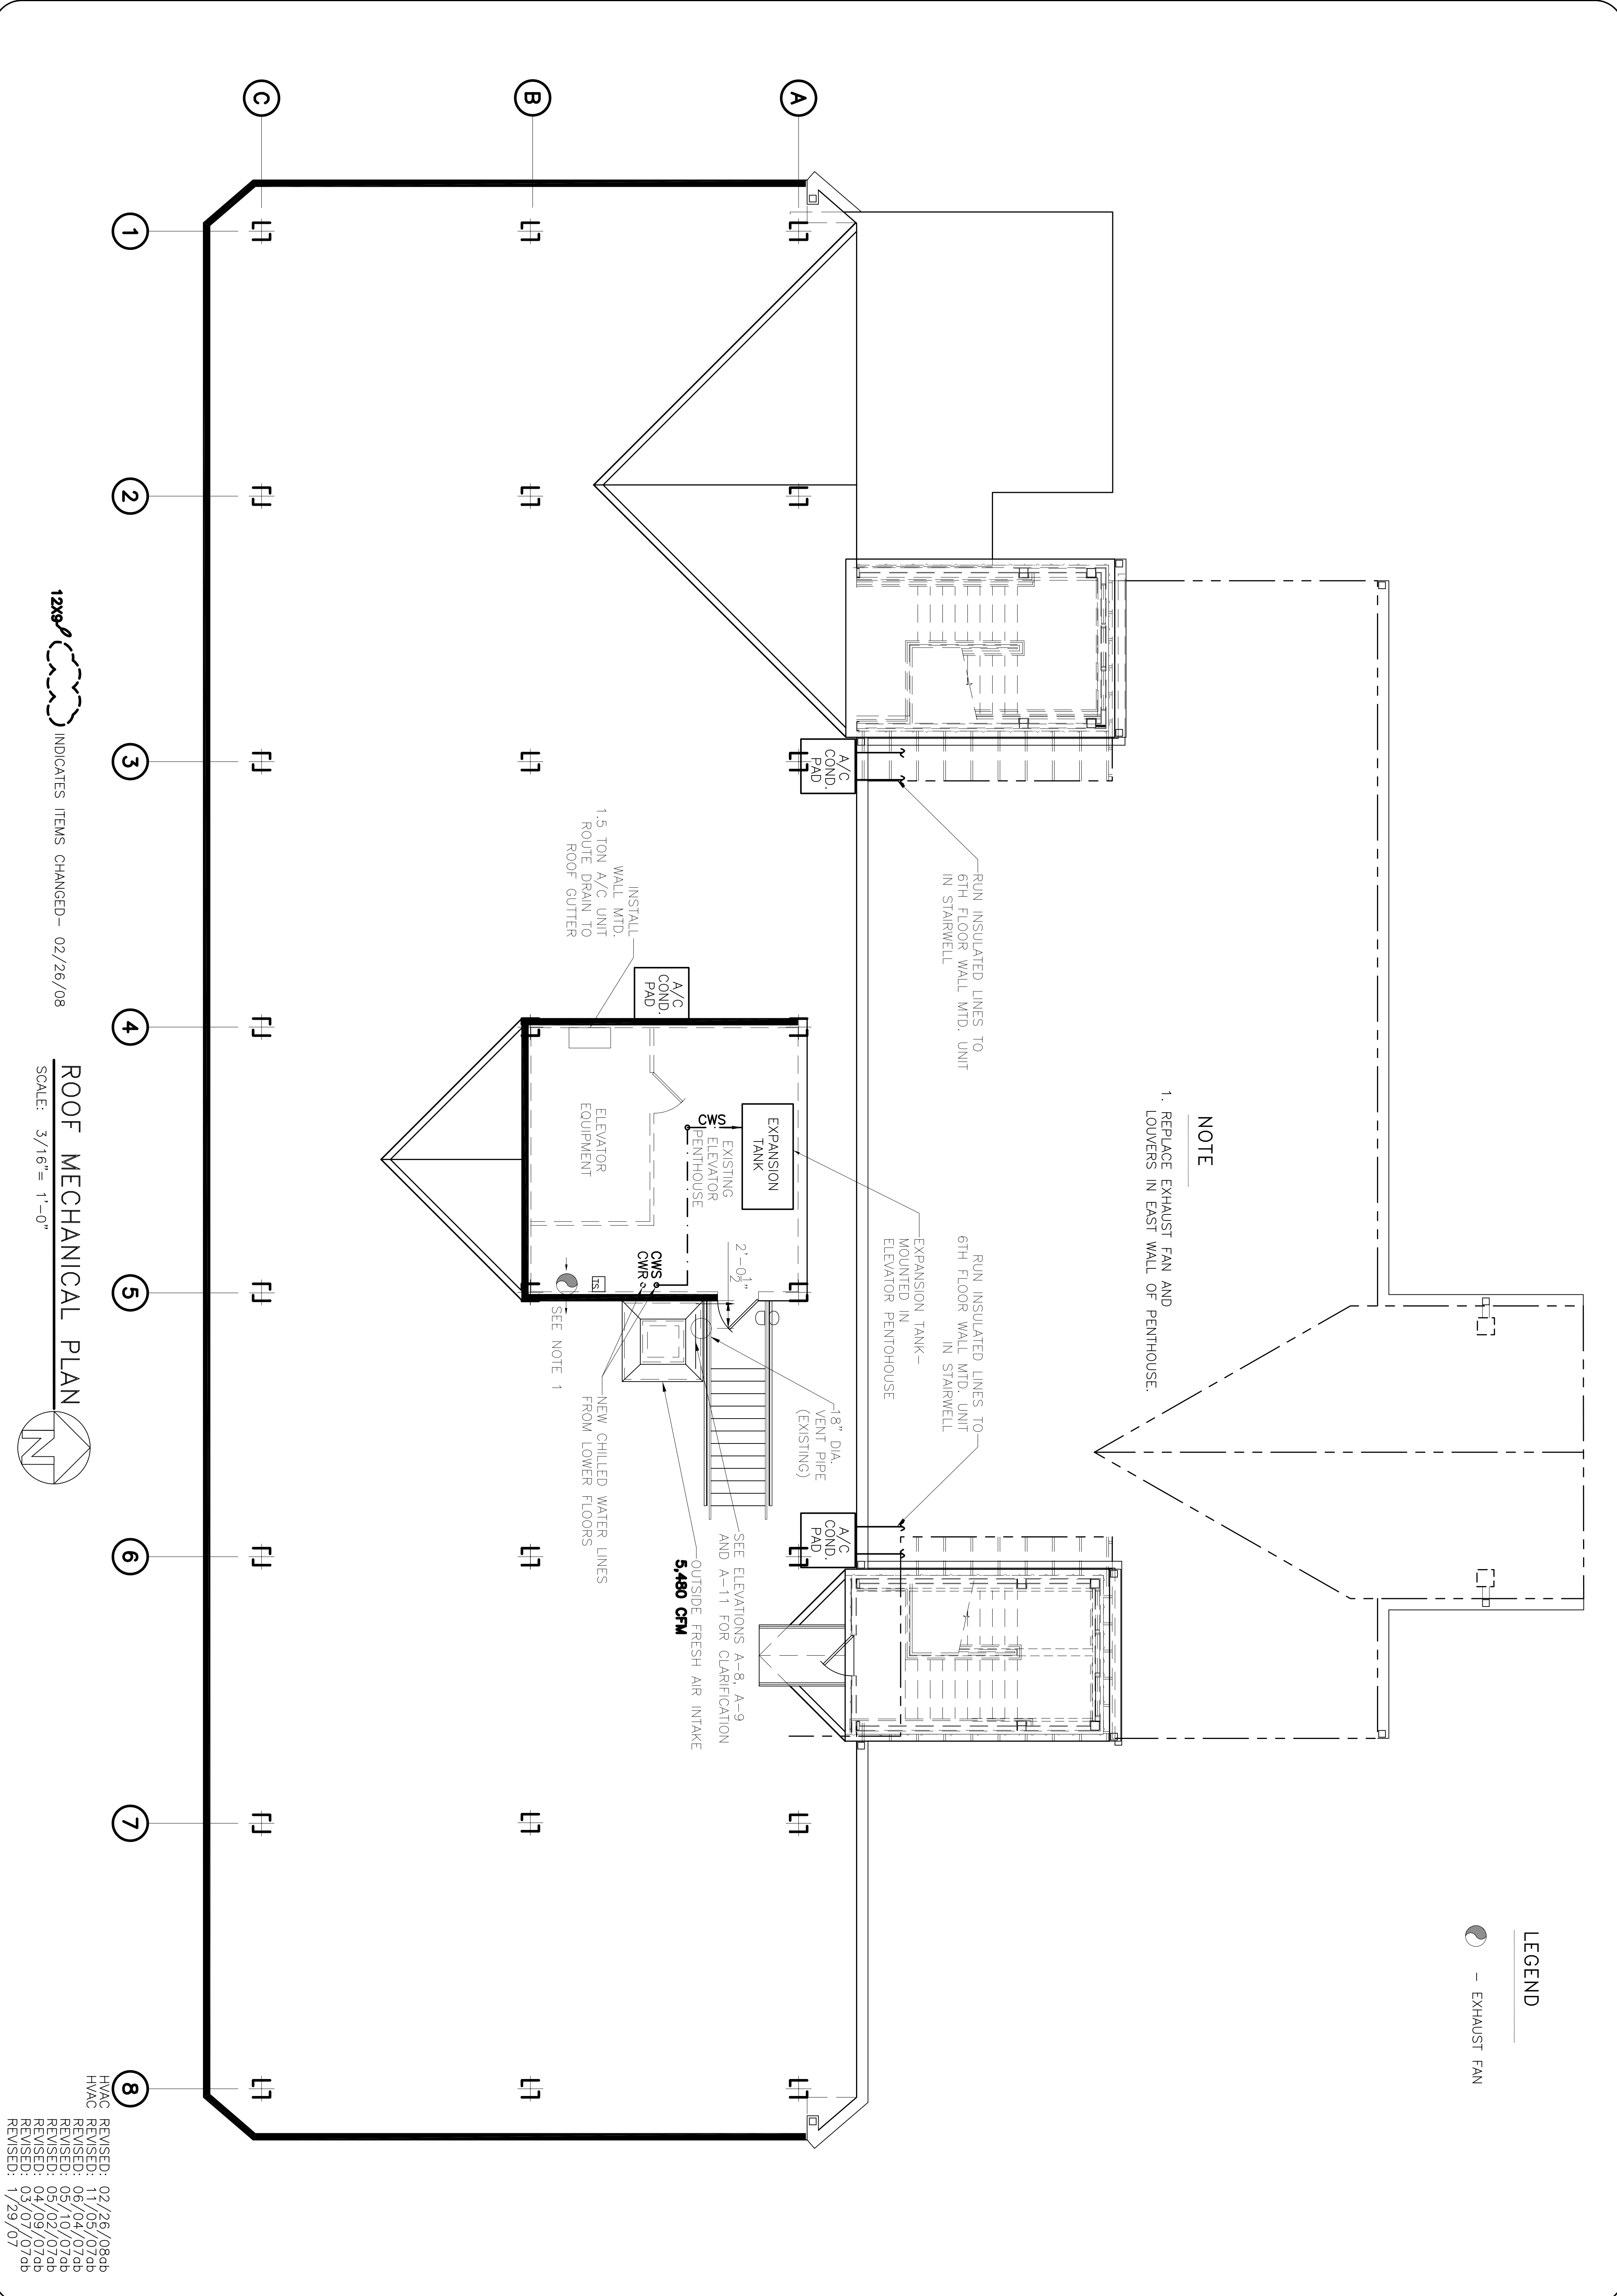 LEGEND
- EXHAUST FAN
NOTE
1. REPLACE EXHAUST FAN AND
LOUVERS IN EAST WALL OF PENTHOUSE.
RUN INSULATED LINES TO
6TH FLOOR WALL MTD. UNIT
IN STAIRWELL
RUN INSULATED LINES TO
6TH FLOOR WALL MTD. UNIT
IN STAIRWELL
EXPANSION TANK-
MOUNTED IN
ELEVATOR PENTOHOUSE
A
A/C
COND.
PAD
A/C
COND.
PAD
18" DIA.
VENT PIPE
(EXISTING)
EXPANSION
TANK
CWS
2'-0½"
EXISTING
ELEVATOR
PENTHOUSE
SEE ELEVATIONS A-8, A-9
AND A-11 FOR CLARIFICATION
OUTSIDE FRESH AIR INTAKE
5,480 CFM
A/C
COND.
PAD
CWS
CWR
INSTALL
WALL MTD.
1.5 TON A/C UNIT
ROUTE DRAIN TO
ROOF GUTTER
ELEVATOR
EQUIPMENT
TS
NEW CHILLED WATER LINES
FROM LOWER FLOORS
SEE NOTE 1
B
C
1
2
3
4
5
6
7
8
12X9 INDICATES ITEMS CHANGED- 02/26/08
ROOF MECHANICAL PLAN
SCALE: 3/16"= 1'-0"
N
HVAC REVISED: 02/26/08ab
HVAC REVISED: 11/05/07ab
REVISED: 06/04/07ab
REVISED: 05/10/07ab
REVISED: 05/02/07ab
REVISED: 04/09/07ab
REVISED: 03/07/07ab
REVISED: 1/29/07